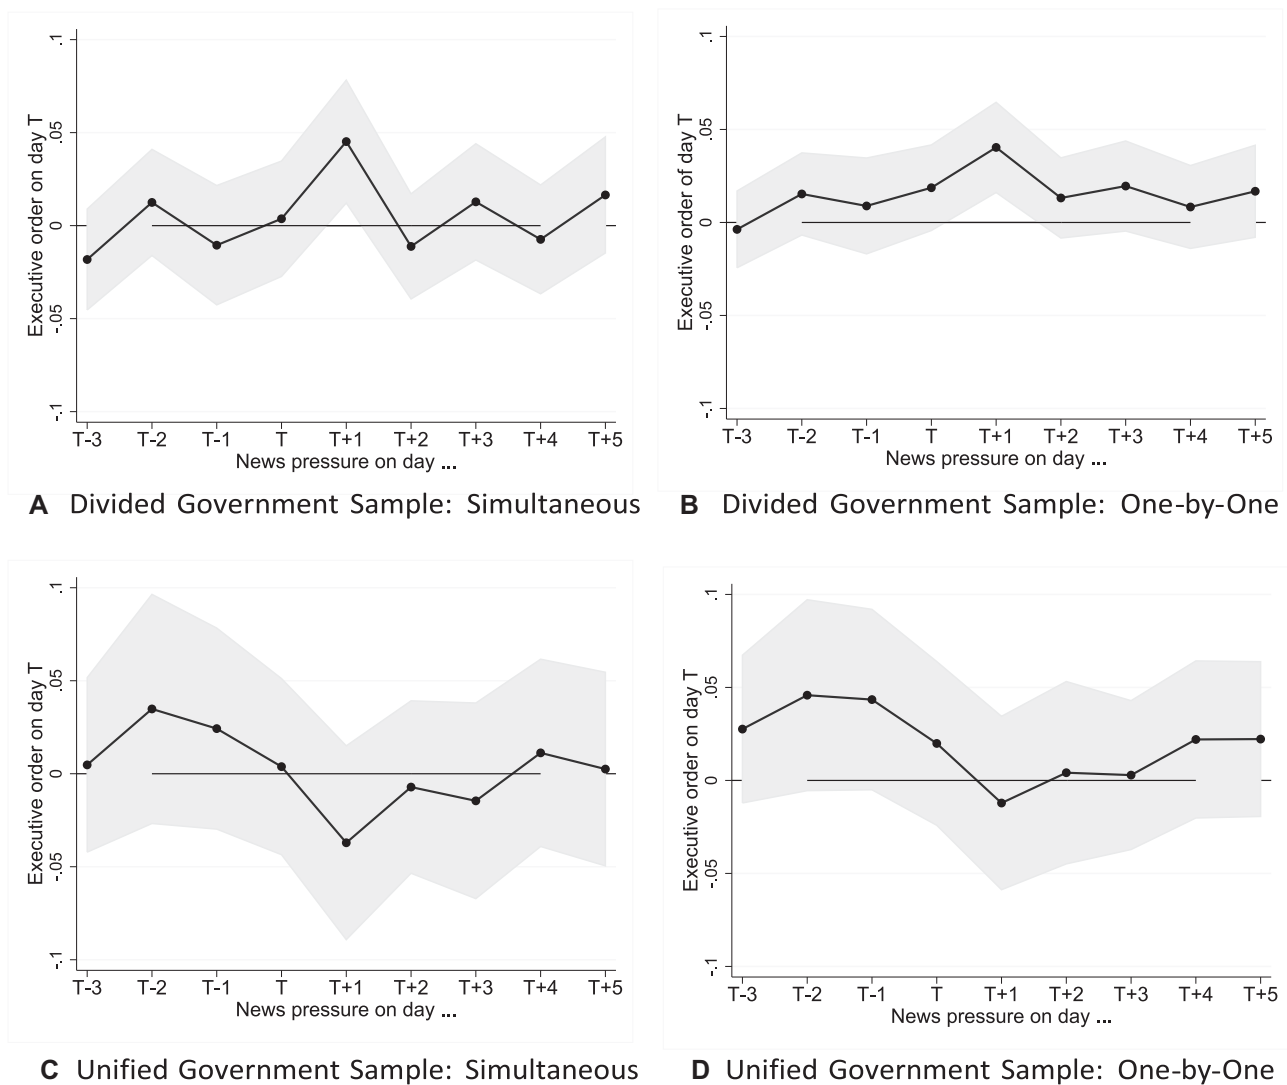 Executive order on day T
.1
.05
0
-.05
-.1
T-3 T-2 T-1 T T+1 T+2 T+3 T+4 T+5
News pressure on day ...
A Divided Government Sample: Simultaneous
Executive order of day T
.1
.05
0
-.05
-.1
T-3 T-2 T-1 T T+1 T+2 T+3 T+4 T+5
News pressure on day ...
B Divided Government Sample: One-by-One
Executive order on day T
.1
.05
0
-.05
-.1
T-3 T-2 T-1 T T+1 T+2 T+3 T+4 T+5
News pressure on day ...
C Unified Government Sample: Simultaneous
Executive order on day T
.1
.05
0
-.05
-.1
T-3 T-2 T-1 T T+1 T+2 T+3 T+4 T+5
News pressure on day ...
D Unified Government Sample: One-by-One